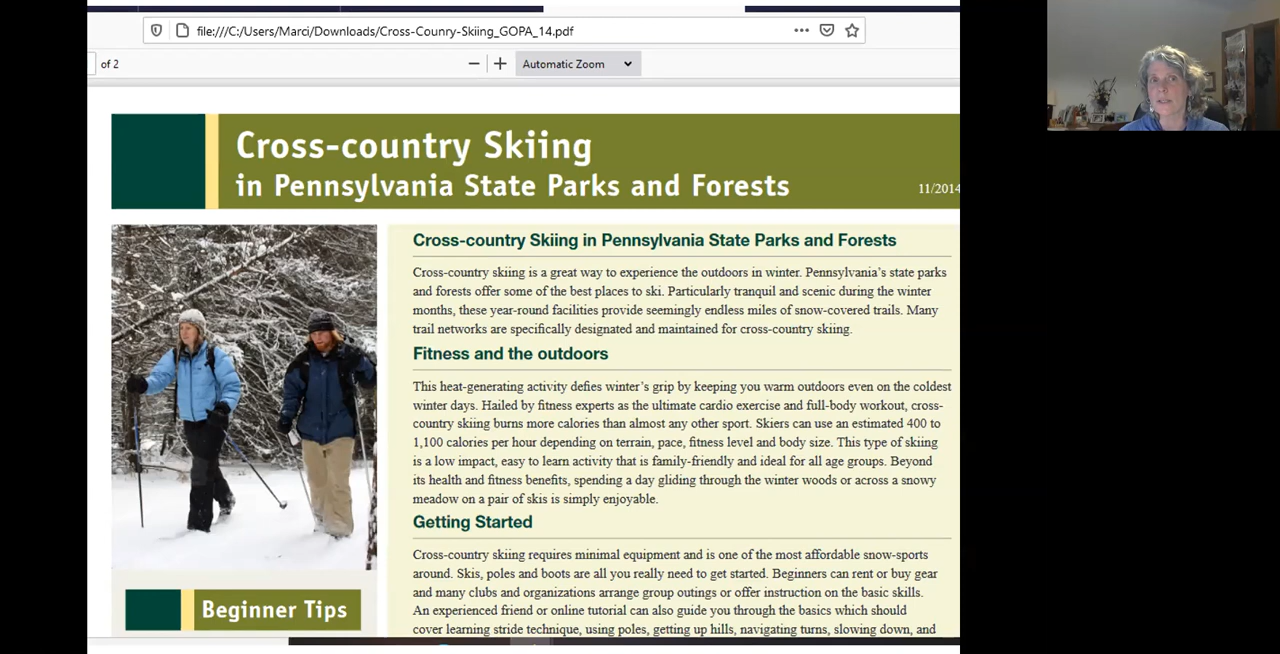 file:///C:/Users/Marci/Downloads/Cross-Counry-Skiing_GOPA_14.pdf
of 2
Automatic Zoom
Cross-country Skiing
in Pennsylvania State Parks and Forests
11/2014
Cross-country Skiing in Pennsylvania State Parks and Forests
Cross-country skiing is a great way to experience the outdoors in winter. Pennsylvania's state parks
and forests offer some of the best places to ski. Particularly tranquil and scenic during the winter
months, these year-round facilities provide seemingly endless miles of snow-covered trails. Many
trail networks are specifically designated and maintained for cross-country skiing.
Fitness and the outdoors
This heat-generating activity defies winter's grip by keeping you warm outdoors even on the coldest
winter days. Hailed by fitness experts as the ultimate cardio exercise and full-body workout, cross-
country skiing burns more calories than almost any other sport. Skiers can use an estimated 400 to
1,100 calories per hour depending on terrain, pace, fitness level and body size. This type of skiing
is a low impact, easy to learn activity that is family-friendly and ideal for all age groups. Beyond
its health and fitness benefits, spending a day gliding through the winter woods or across a snowy
meadow on a pair of skis is simply enjoyable.
Getting Started
Cross-country skiing requires minimal equipment and is one of the most affordable snow-sports
around. Skis, poles and boots are all you really need to get started. Beginners can rent or buy gear
and many clubs and organizations arrange group outings or offer instruction on the basic skills.
An experienced friend or online tutorial can also guide you through the basics which should
cover learning stride technique, using poles, getting up hills, navigating turns, slowing down, and
Beginner Tips